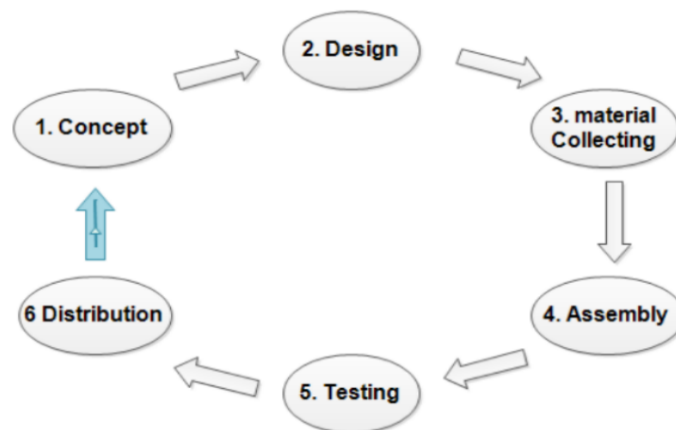 1. Concept
2. Design
3. material
Collecting
4. Assembly
5. Testing
6 Distribution